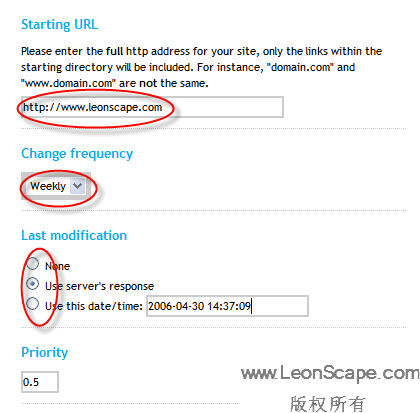 Starting URL
Please enter the full http address for your site, only the links within the
starting directory will be included. For instance, "domain.com" and
"www.domain.com" are not the same.
http://www.leonscape.com
Change frequency
Weekly
Last modification
None
Use server's response
Use this date/time: 2006-04-30 14:37:09
Priority
0.5
www.LeonScape.com
版权所有